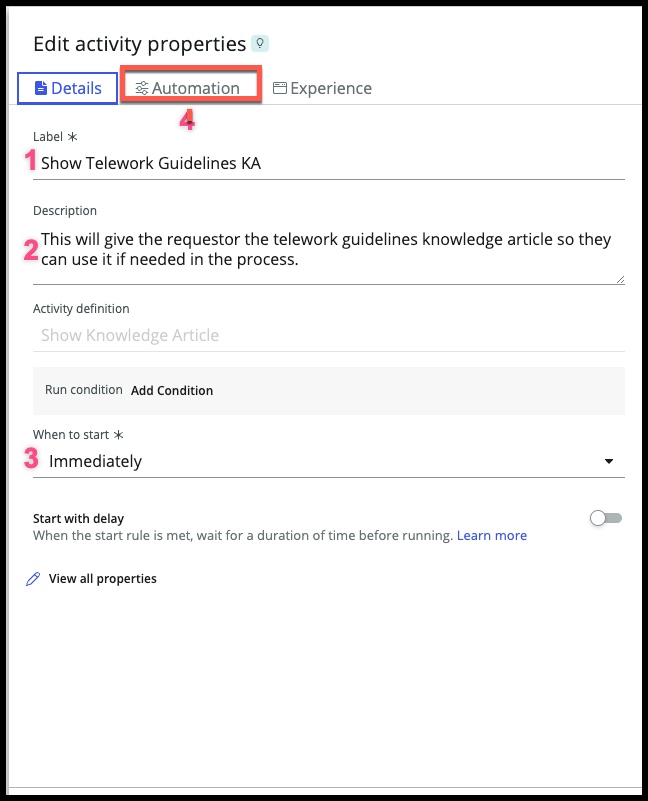 Edit activity properties
Details Automation Experience
4
Label *
1 Show Telework Guidelines KA
Description
2 This will give the requestor the telework guidelines knowledge article so they
can use it if needed in the process.
Activity definition
Show Knowledge Article
Run condition Add Condition
When to start *
3 Immediately
Start with delay
When the start rule is met, wait for a duration of time before running. Learn more
View all properties